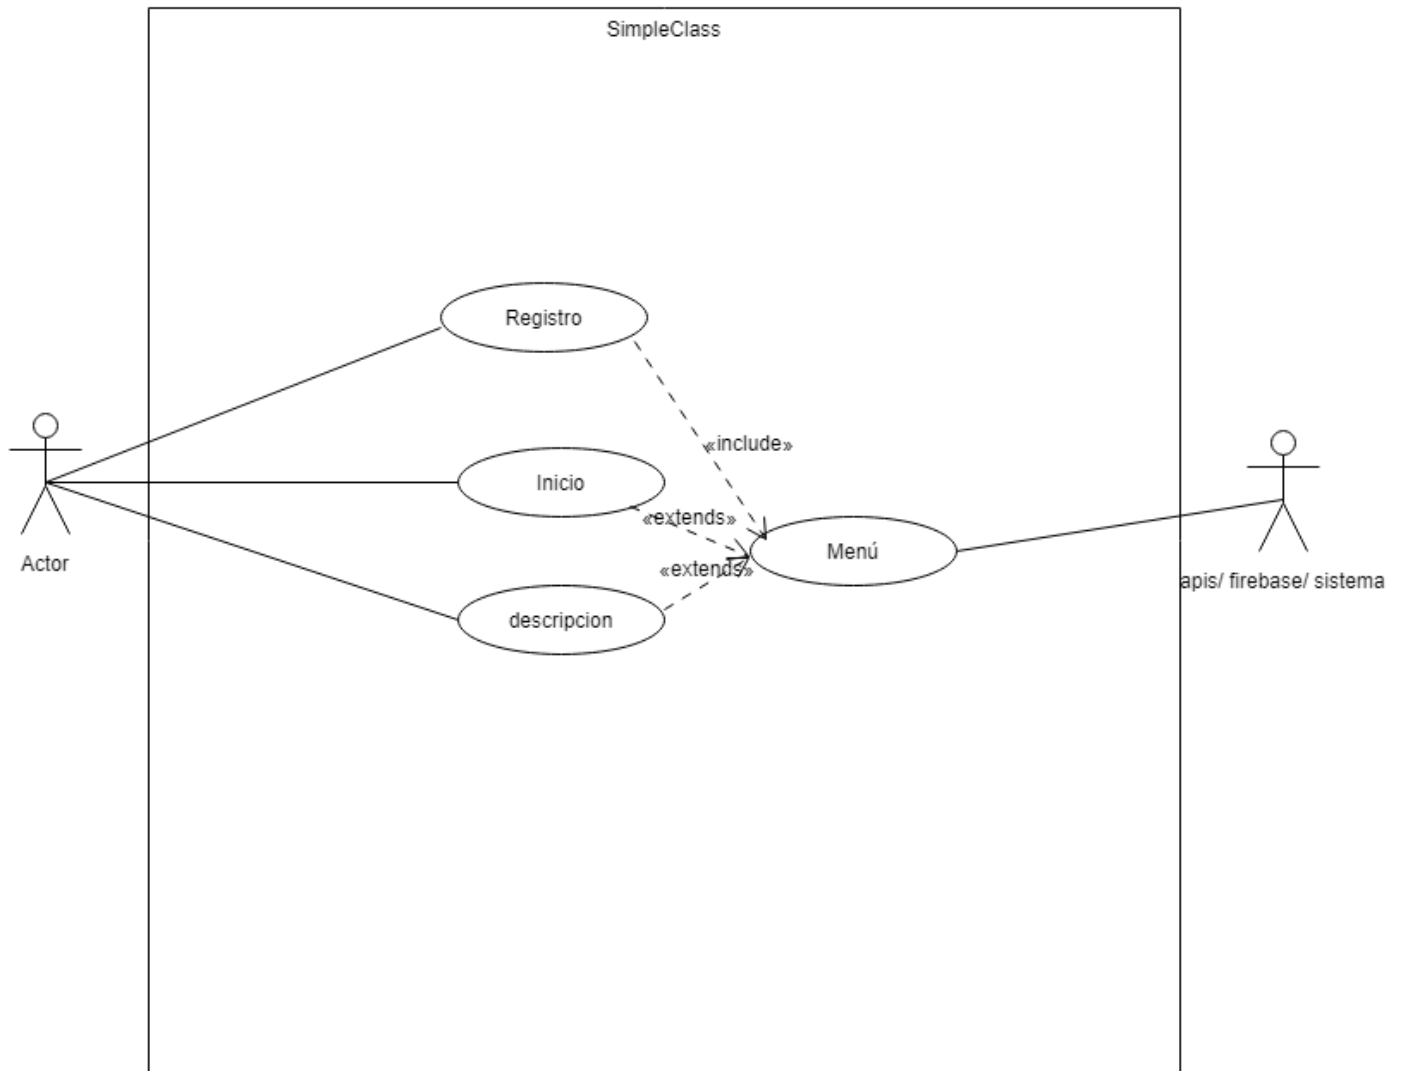 SimpleClass
Registro
«include»
Inicio
«extends»
Menú
«extends»
descripcion
Actor
apis/ firebase/ sistema